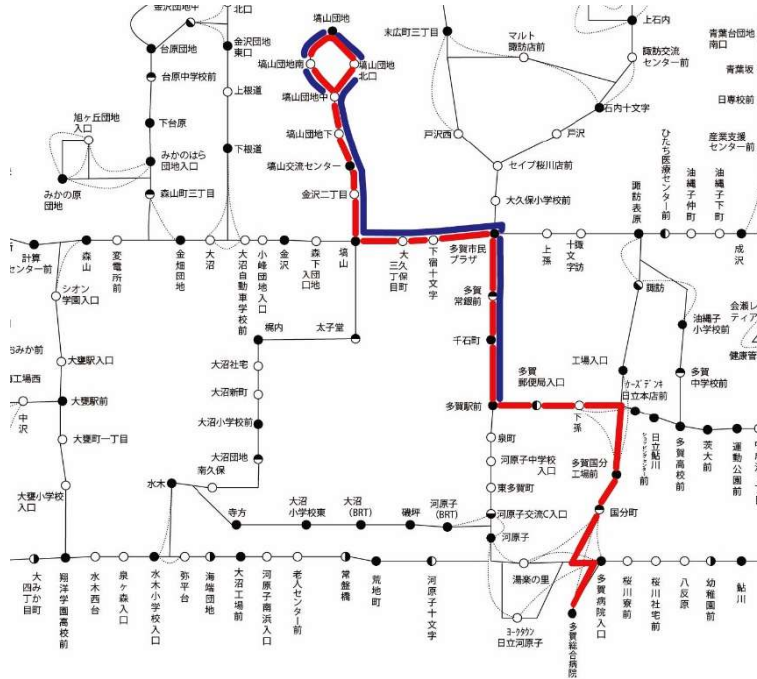 金沢団地中
北口
台原団地
金沢団地
東口
台原中学校前
上根道
旭ヶ丘団地
入口
下台原
みかのはら
団地入口
下根道
みかの原
団地
森山町三丁目
塙山団地
塙山団地南
塙山団地
北口
塙山団地中
塙山団地下
塙山交流センター
金沢二丁目
末広町三丁目
マルト
諏訪店前
上石内
諏訪交流
センター前
石内十文字
戸沢西
戸沢
セイブ桜川店前
大久保小学校前
青葉台団地
南口
青葉坂
日専校前
産業支援
センター前
諏訪表原
ひたち医療センター前
油縄子仲町
油縄子下町
計算
センター前
森山
変電所前
金畑団地
大沼
大沼自動車学校前
小峰団地入口
金沢
森下入口
団地
塙山
大久保町
三丁目
下宿十文字
多賀市民
プラザ
上孫
十文字
諏訪
成沢
シオン
学園入口
大甕駅入口
大甕駅前
中沢
大甕町一丁目
大甕小学校
入口
工場西
梶内
太子堂
大沼社宅
大沼新町
大沼小学校前
大沼団地
南久保
水木
多賀
常銀前
千石町
多賀駅前
多賀
郵便局入口
下孫
工場入口
ケーズデンキ
日立本店前
諏訪
油縄子
小学校前
多賀
中学校前
会瀬レ
ティア
健康管
日立鮎川
多賀高校前
茨大前
運動公園前
泉町
河原子中学校
入口
東多賀町
河原子交流C入口
河原子
多賀国分
工場前
国分町
寺方
大沼
小学校東
大沼
(BRT)
磯坪
河原子
(BRT)
湯楽の里
ヨークタウン
日立河原子
大みか町
四丁目
翔洋学園高校前
水木西台
泉ヶ森入口
水木小学校入口
弥平台
海端団地
大沼工場前
河原子南浜入口
老人センター前
常盤橋
荒地町
河原子十文字
多賀総合病院
多賀病院入口
桜川寮前
桜川社宅前
八反原
幼稚園前
鮎川